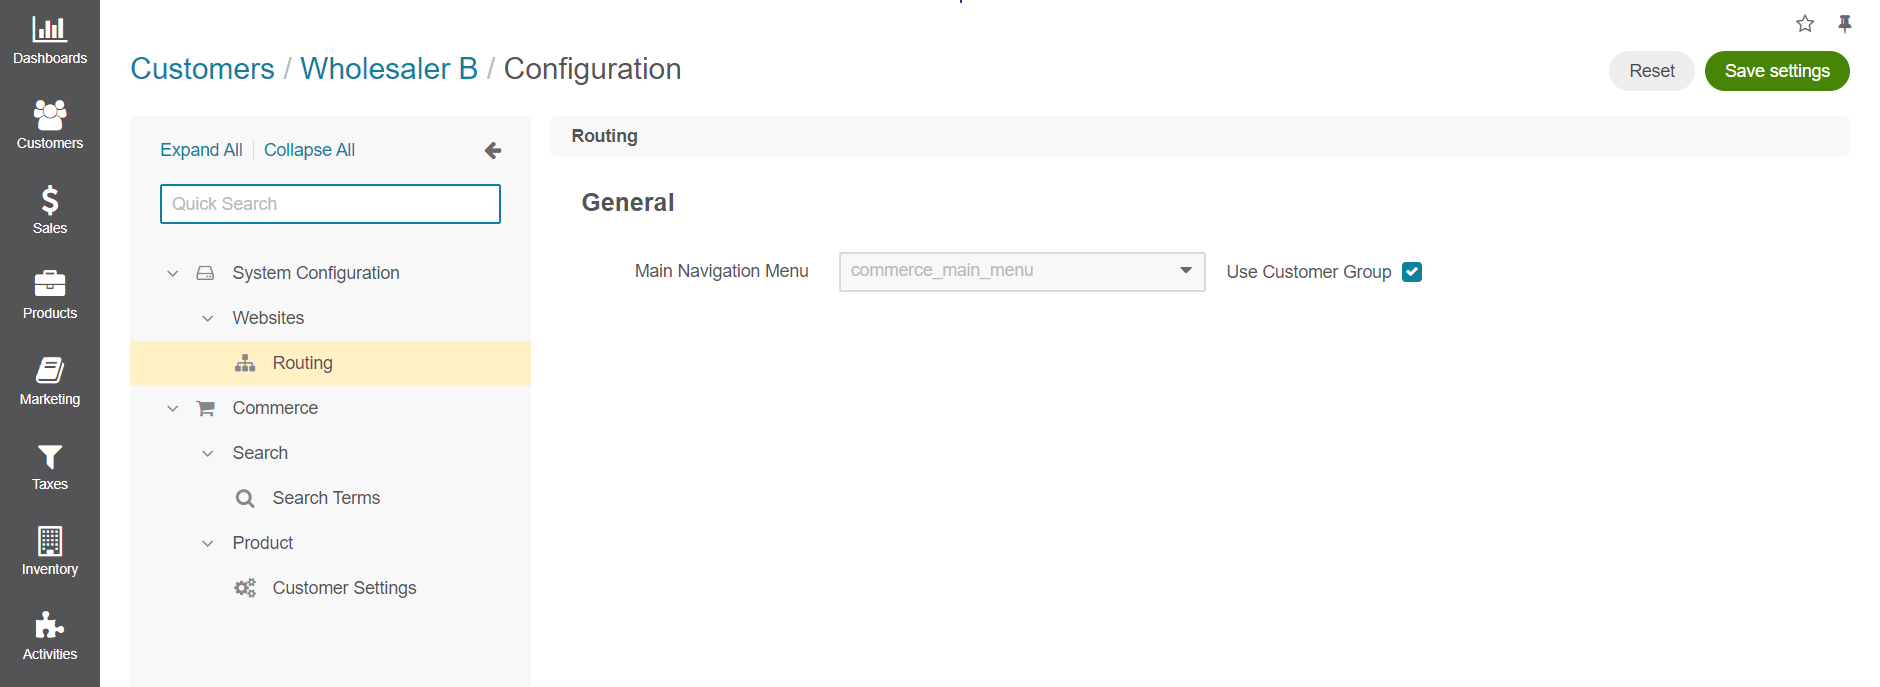 Dashboards
Customers
Sales
Products
Marketing
Taxes
Inventory
Activities
Customers / Wholesaler B / Configuration
Reset
Save settings
Expand All | Collapse All
Quick Search
System Configuration
Websites
Routing
Commerce
Search
Search Terms
Product
Customer Settings
Routing
General
Main Navigation Menu commerce_main_menu Use Customer Group